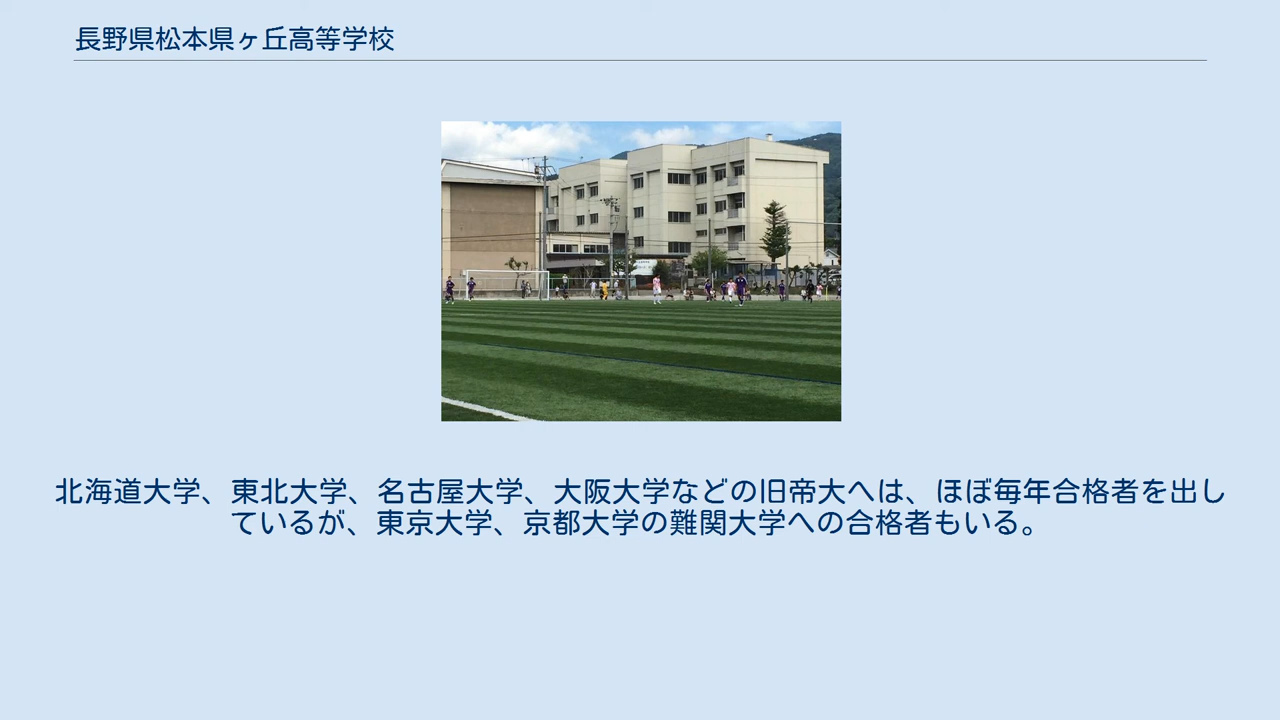 長野県松本県ヶ丘高等学校
北海道大学、東北大学、名古屋大学、大阪大学などの旧帝大へは、ほぼ毎年合格者を出し
ているが、東京大学、京都大学の難関大学への合格者もいる。